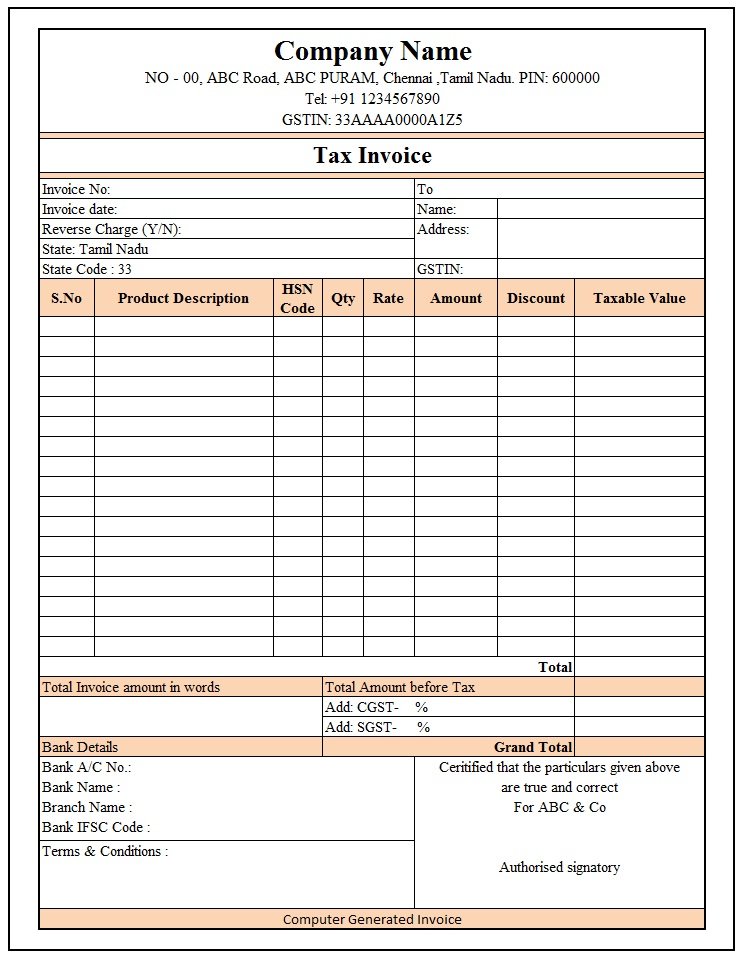 Company Name
NO - 00, ABC Road, ABC PURAM, Chennai ,Tamil Nadu. PIN: 600000
Tel: +91 1234567890
GSTIN: 33AAAA0000A1Z5
Tax Invoice
Invoice No:
To
Invoice date:
Name:
Reverse Charge (Y/N):
Address:
State: Tamil Nadu
State Code : 33
GSTIN:
S.No
Product Description
HSN
Code
Qty
Rate
Amount
Discount
Taxable Value
Total
Total Invoice amount in words
Total Amount before Tax
Add: CGST- %
Add: SGST- %
Bank Details
Grand Total
Bank A/C No.:
Bank Name :
Branch Name :
Bank IFSC Code :
Terms & Conditions :
Ceritified that the particulars given above
are true and correct
For ABC & Co
Authorised signatory
Computer Generated Invoice